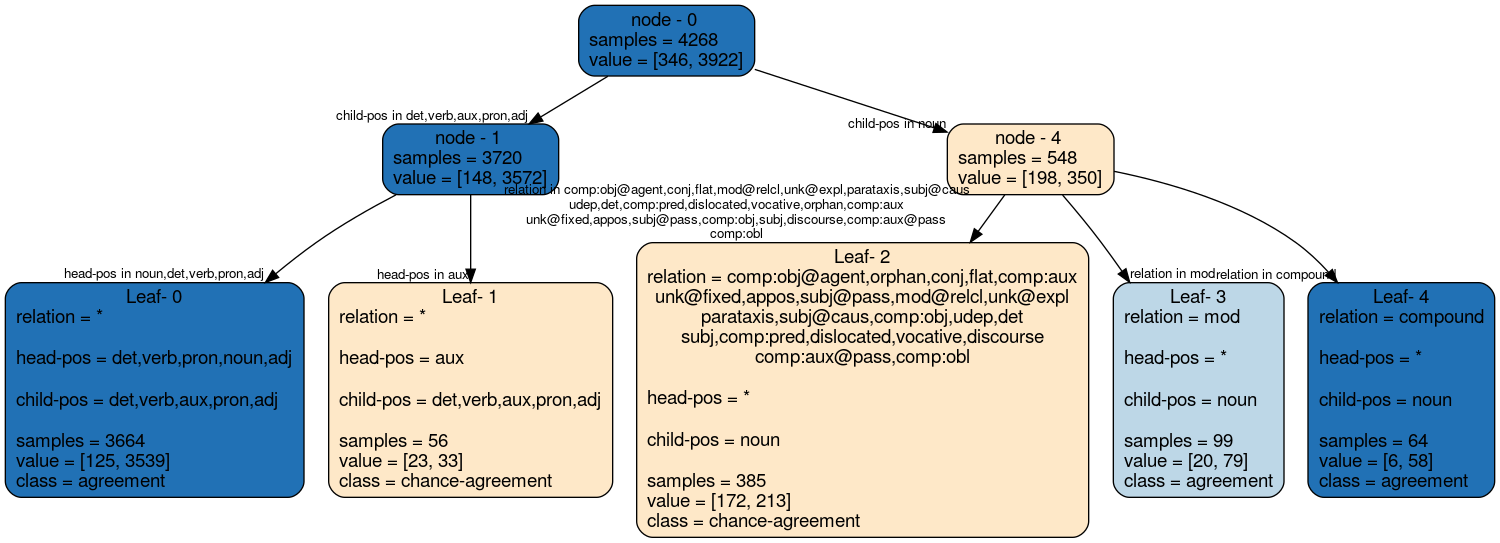 node - 0
samples = 4268
value = [346, 3922]
child-pos in det,verb,aux,pron,adj
child-pos in noun
node - 1
samples = 3720
value = [148, 3572]
node - 4
samples = 548
value = [198, 350]
relation in comp:obj@agent,conj,flat,mod@relcl,unk@expl,parataxis,subj@caus
udep,det,comp:pred,dislocated,vocative,orphan,comp:aux
unk@fixed,appos,subj@pass,comp:obj,subj,discourse,comp:aux@pass
comp:obl
head-pos in noun,det,verb,pron,adj
head-pos in aux
relation in mod
relation in compound
Leaf- 0
relation = *
head-pos = det,verb,pron,noun,adj
child-pos = det,verb,aux,pron,adj
samples = 3664
value = [125, 3539]
class = agreement
Leaf- 1
relation = *
head-pos = aux
child-pos = det,verb,aux,pron,adj
samples = 56
value = [23, 33]
class = chance-agreement
Leaf- 2
relation = comp:obj@agent,orphan,conj,flat,comp:aux
unk@fixed,appos,subj@pass,mod@relcl,unk@expl
parataxis,subj@caus,comp:obj,udep,det
subj,comp:pred,dislocated,vocative,discourse
comp:aux@pass,comp:obl
head-pos = *
child-pos = noun
samples = 385
value = [172, 213]
class = chance-agreement
Leaf- 3
relation = mod
head-pos = *
child-pos = noun
samples = 99
value = [20, 79]
class = agreement
Leaf- 4
relation = compound
head-pos = *
child-pos = noun
samples = 64
value = [6, 58]
class = agreement